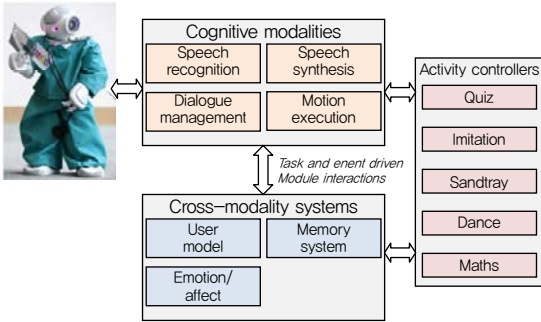 Cognitive modalities
Speech
recognition
Speech
synthesis
Dialogue
management
Motion
execution
Task and enent driven
Module interactions
Cross-modality systems
User
model
Memory
system
Emotion/
affect
Activity controllers
Quiz
Imitation
Sandtray
Dance
Maths